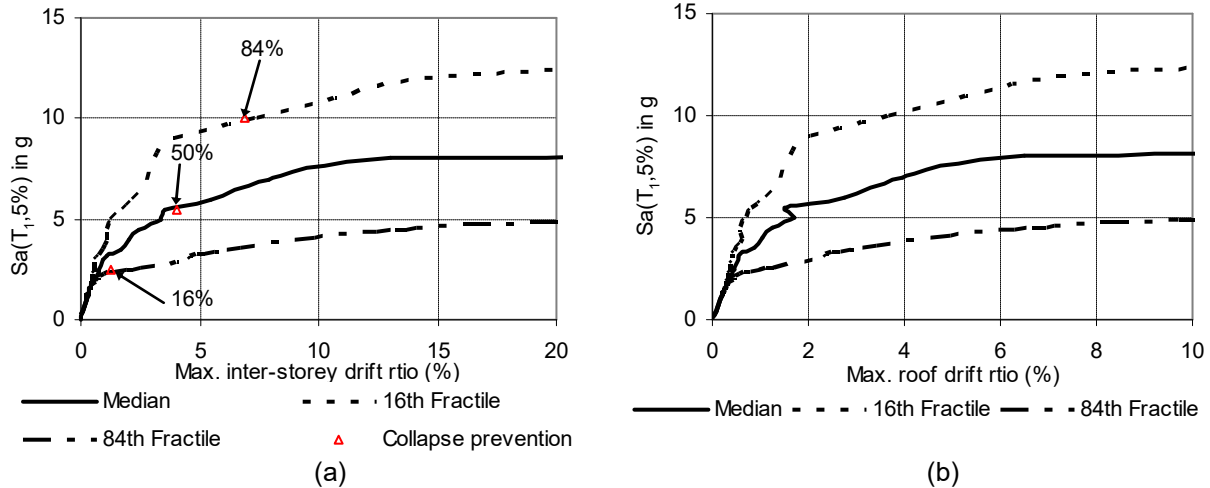 15
10
5
0
Sa(T1,5%) in g
84%
50%
16%
0 5 10 15 20
Max. inter-storey drift rtio (%)
Median 16th Fractile
84th Fractile Collapse prevention
(a)
15
10
5
0
Sa(T1,5%) in g
0 2 4 6 8 10
Max. roof drift rtio (%)
Median 16th Fractile 84th Fractile
(b)